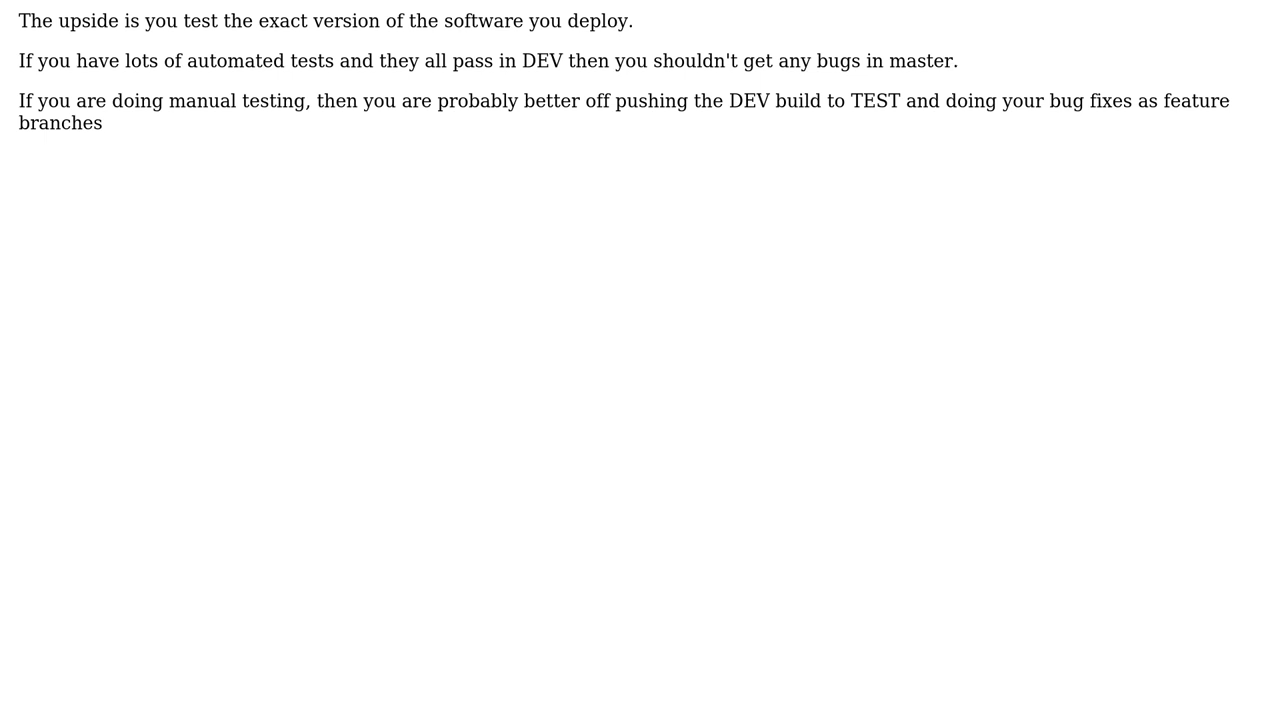 The upside is you test the exact version of the software you deploy.
If you have lots of automated tests and they all pass in DEV then you shouldn't get any bugs in master.
If you are doing manual testing, then you are probably better off pushing the DEV build to TEST and doing your bug fixes as feature
branches